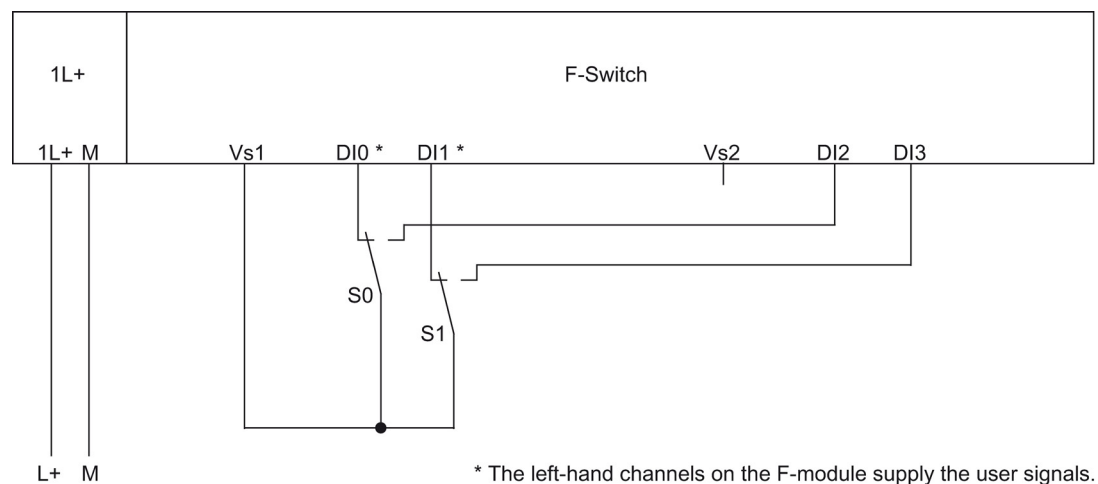 1L+ F-Switch
1L+ M Vs1 DI0 * DI1 * Vs2 DI2 DI3
S0
S1
L+ M * The left-hand channels on the F-module supply the user signals.